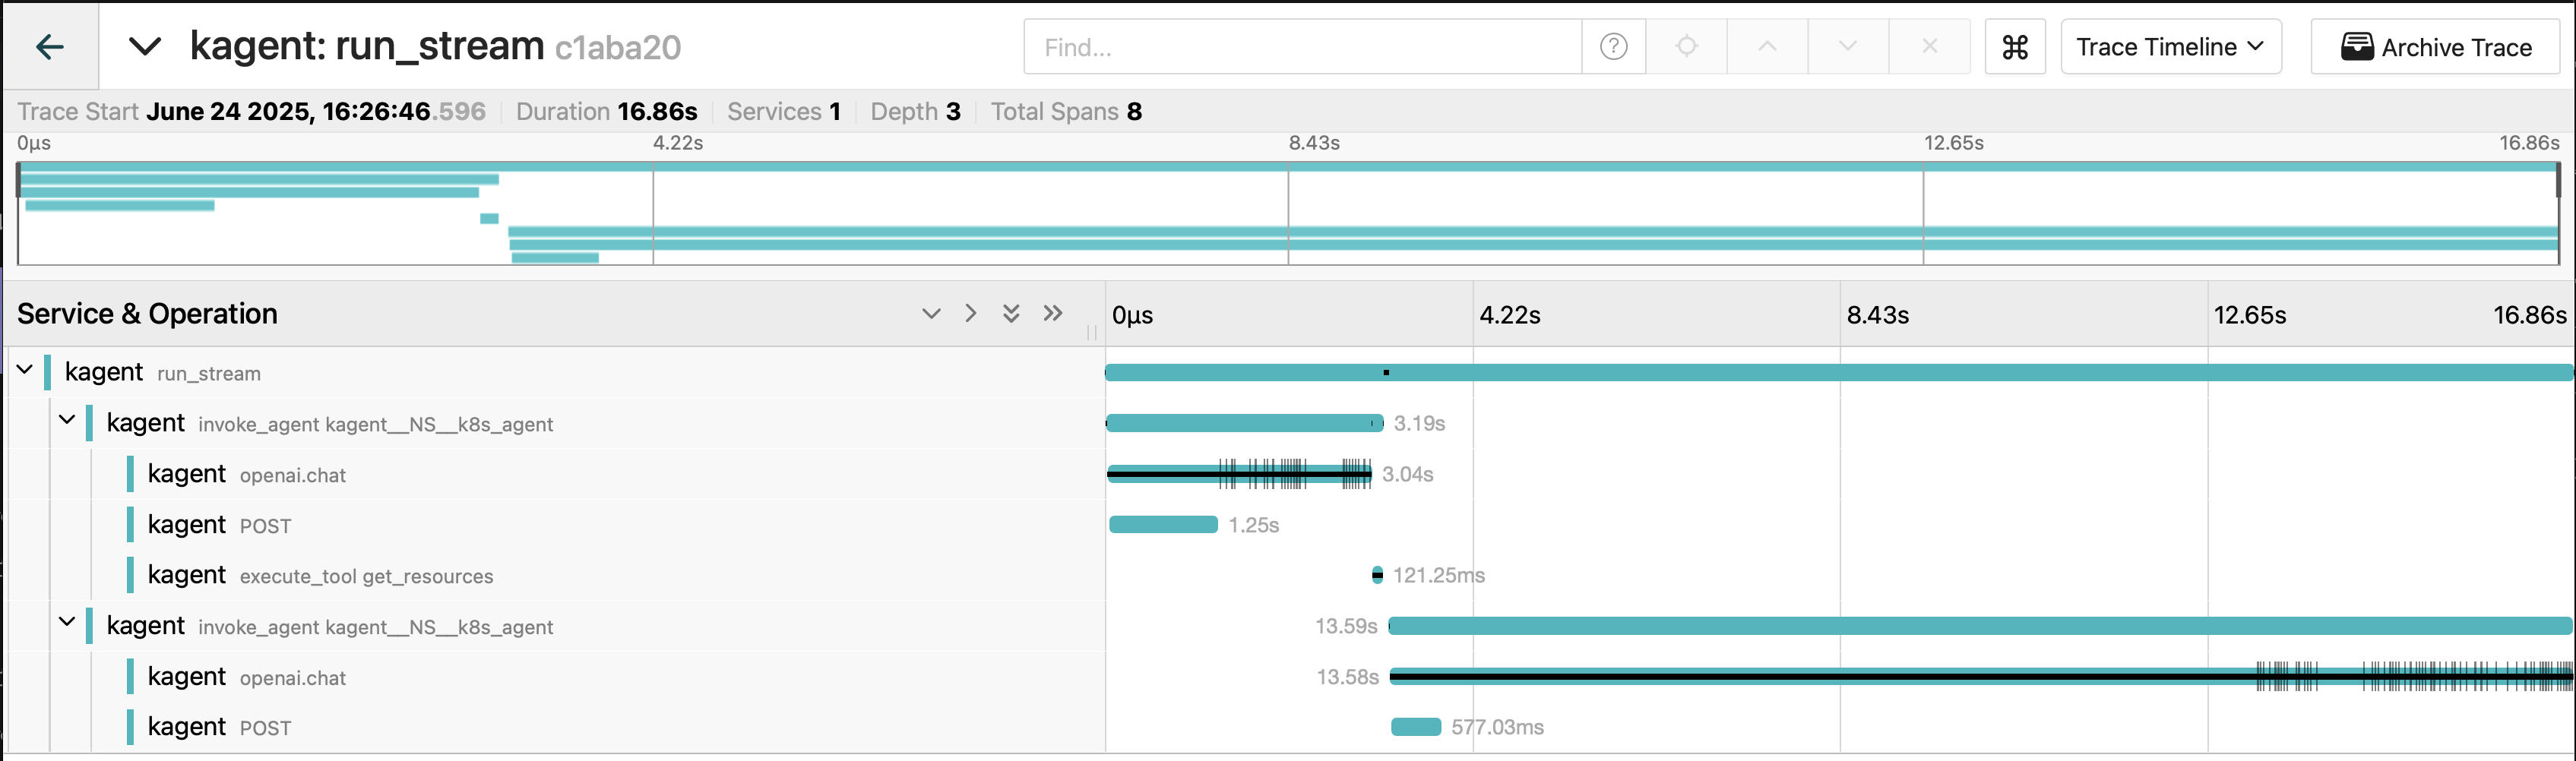 kagent: run_stream c1aba20
Find...
Trace Timeline
Archive Trace
Trace Start June 24 2025, 16:26:46.596 Duration 16.86s Services 1 Depth 3 Total Spans 8
0μs 4.22s 8.43s 12.65s 16.86s
Service & Operation 0μs 4.22s 8.43s 12.65s 16.86s
kagent run_stream
kagent invoke_agent kagent__NS__k8s_agent 3.19s
kagent openai.chat 3.04s
kagent POST 1.25s
kagent execute_tool get_resources 121.25ms
kagent invoke_agent kagent__NS__k8s_agent 13.59s
kagent openai.chat 13.58s
kagent POST 577.03ms